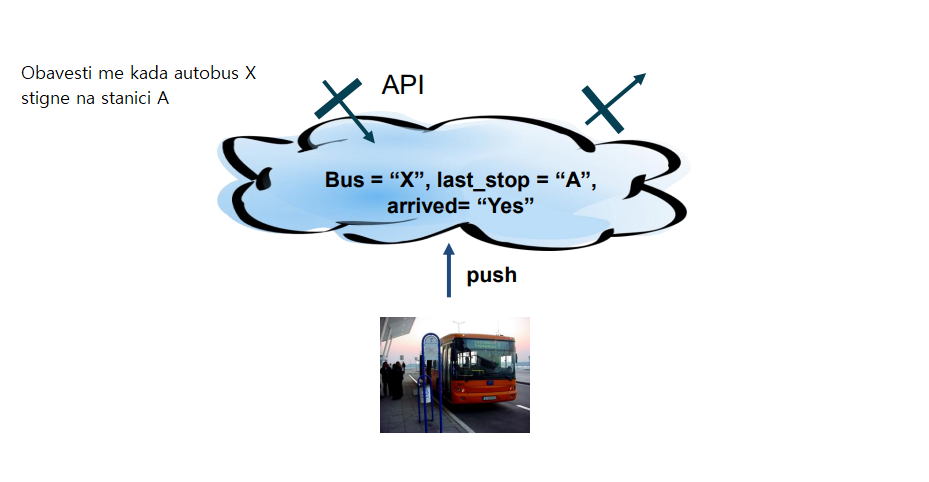 Obavesti me kada autobus X
stigne na stanici A
API
Bus = “X”, last_stop = “A”,
arrived= “Yes”
push